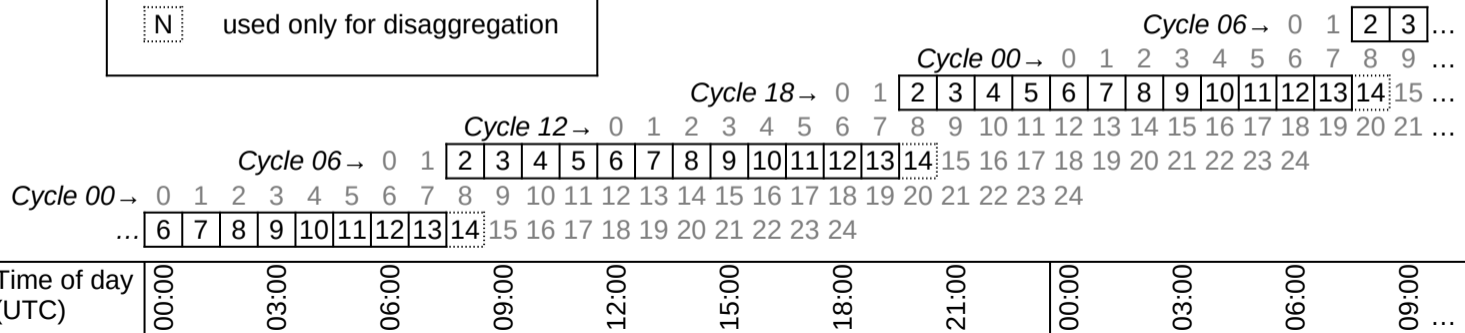 N used only for disaggregation
Cycle 06→ 0 1 2 3 ...
Cycle 00→ 0 1 2 3 4 5 6 7 8 9 ...
Cycle 18→ 0 1 2 3 4 5 6 7 8 9 10 11 12 13 14 15 ...
Cycle 12→ 0 1 2 3 4 5 6 7 8 9 10 11 12 13 14 15 16 17 18 19 20 21 ...
Cycle 06→ 0 1 2 3 4 5 6 7 8 9 10 11 12 13 14 15 16 17 18 19 20 21 22 23 24
Cycle 00→ 0 1 2 3 4 5 6 7 8 9 10 11 12 13 14 15 16 17 18 19 20 21 22 23 24
... 6 7 8 9 10 11 12 13 14 15 16 17 18 19 20 21 22 23 24
Time of day
(UTC)
00:00 03:00 06:00 09:00 12:00 15:00 18:00 21:00 00:00 03:00 06:00 09:00 ...